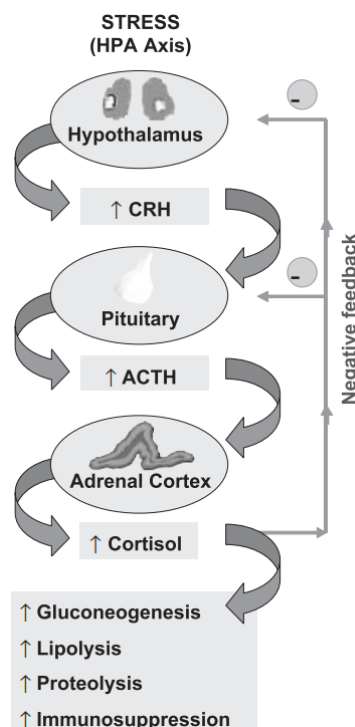 STRESS
(HPA Axis)
-
Hypothalamus
↑ CRH
-
Pituitary
↑ ACTH
Adrenal Cortex
↑ Cortisol
Negative feedback
↑ Gluconeogenesis
↑ Lipolysis
↑ Proteolysis
↑ Immunosuppression